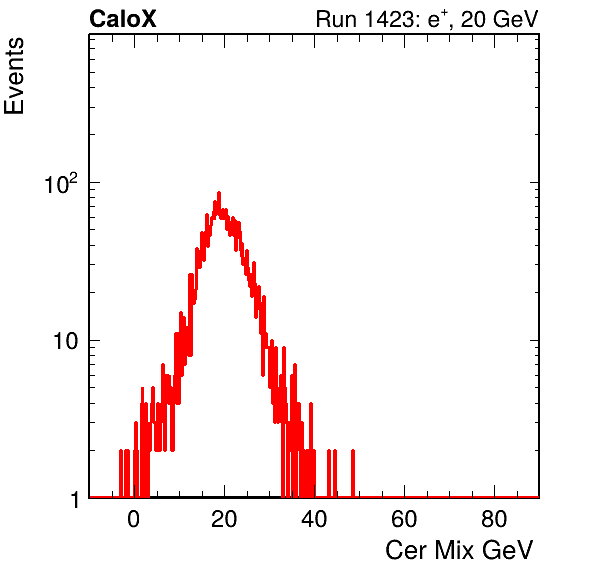 CaloX Run 1423: e⁺, 20 GeV
Events
10²
10
1
0 20 40 60 80
Cer Mix GeV